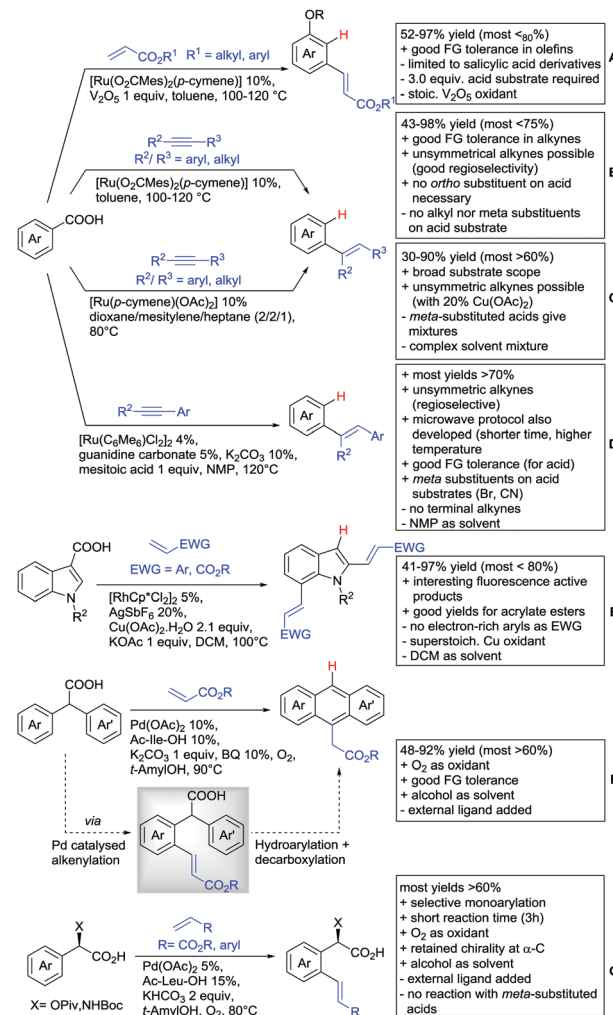 OR
H
CO2R1 R1 = alkyl, aryl
Ar
[Ru(O2CMes)2(p-cymene)] 10%,
V2O5 1 equiv, toluene, 100-120 °C
CO2R1
52-97% yield (most <80%)
+ good FG tolerance in olefins
- limited to salicylic acid derivatives
- 3.0 equiv. acid substrate required
- stoic. V2O5 oxidant
R2 R3
R2/ R3 = aryl, alkyl
[Ru(O2CMes)2(p-cymene)] 10%,
toluene, 100-120 °C
43-98% yield (most <75%)
+ good FG tolerance in alkynes
+ unsymmetrical alkynes possible
(good regioselectivity)
+ no ortho substituent on acid
necessary
- no alkyl nor meta substituents
on acid substrate
COOH
Ar
H
Ar
R3
R2
R2 R3
R2/ R3 = aryl, alkyl
[Ru(p-cymene)(OAc)2] 10%
dioxane/mesitylene/heptane (2/2/1),
80°C
30-90% yield (most >60%)
+ broad substrate scope
+ unsymmetric alkynes possible
(with 20% Cu(OAc)2)
- meta-substituted acids give
mixtures
- complex solvent mixture
R2 Ar
[Ru(C6Me6)Cl2]2 4%,
guanidine carbonate 5%, K2CO3 10%,
mesitoic acid 1 equiv, NMP, 120°C
H
Ar
Ar
R2
+ most yields >70%
+ unsymmetric alkynes
(regioselective)
+ microwave protocol also
developed (shorter time, higher
temperature
+ good FG tolerance (for acid)
+ meta substituents on acid
substrates (Br, CN)
- no terminal alkynes
- NMP as solvent
COOH
N
R2
EWG
EWG = Ar, CO2R
[RhCp*Cl2]2 5%,
AgSbF6 20%,
Cu(OAc)2.H2O 2.1 equiv,
KOAc 1 equiv, DCM, 100°C
H
EWG
N
R2
EWG
41-97% yield (most < 80%)
+ interesting fluorescence active
products
+ good yields for acrylate esters
- no electron-rich aryls as EWG
- superstoich. Cu oxidant
- DCM as solvent
COOH
Ar Ar'
CO2R
Pd(OAc)2 10%,
Ac-Ile-OH 10%,
K2CO3 1 equiv, BQ 10%, O2,
t-AmylOH, 90°C
H
Ar Ar'
CO2R
48-92% yield (most >60%)
+ O2 as oxidant
+ good FG tolerance
+ alcohol as solvent
- external ligand added
via
Pd catalysed
alkenylation
COOH
Ar Ar'
CO2R
Hydroarylation +
decarboxylation
X
CO2H
Ar
X= OPiv,NHBoc
R
R= CO2R, aryl
Pd(OAc)2 5%,
Ac-Leu-OH 15%,
KHCO3 2 equiv,
t-AmylOH, O2, 80°C
X
CO2H
Ar
R
most yields >60%
+ selective monoarylation
+ short reaction time (3h)
+ O2 as oxidant
+ retained chirality at α-C
+ alcohol as solvent
- external ligand added
- no reaction with meta-substituted
acids